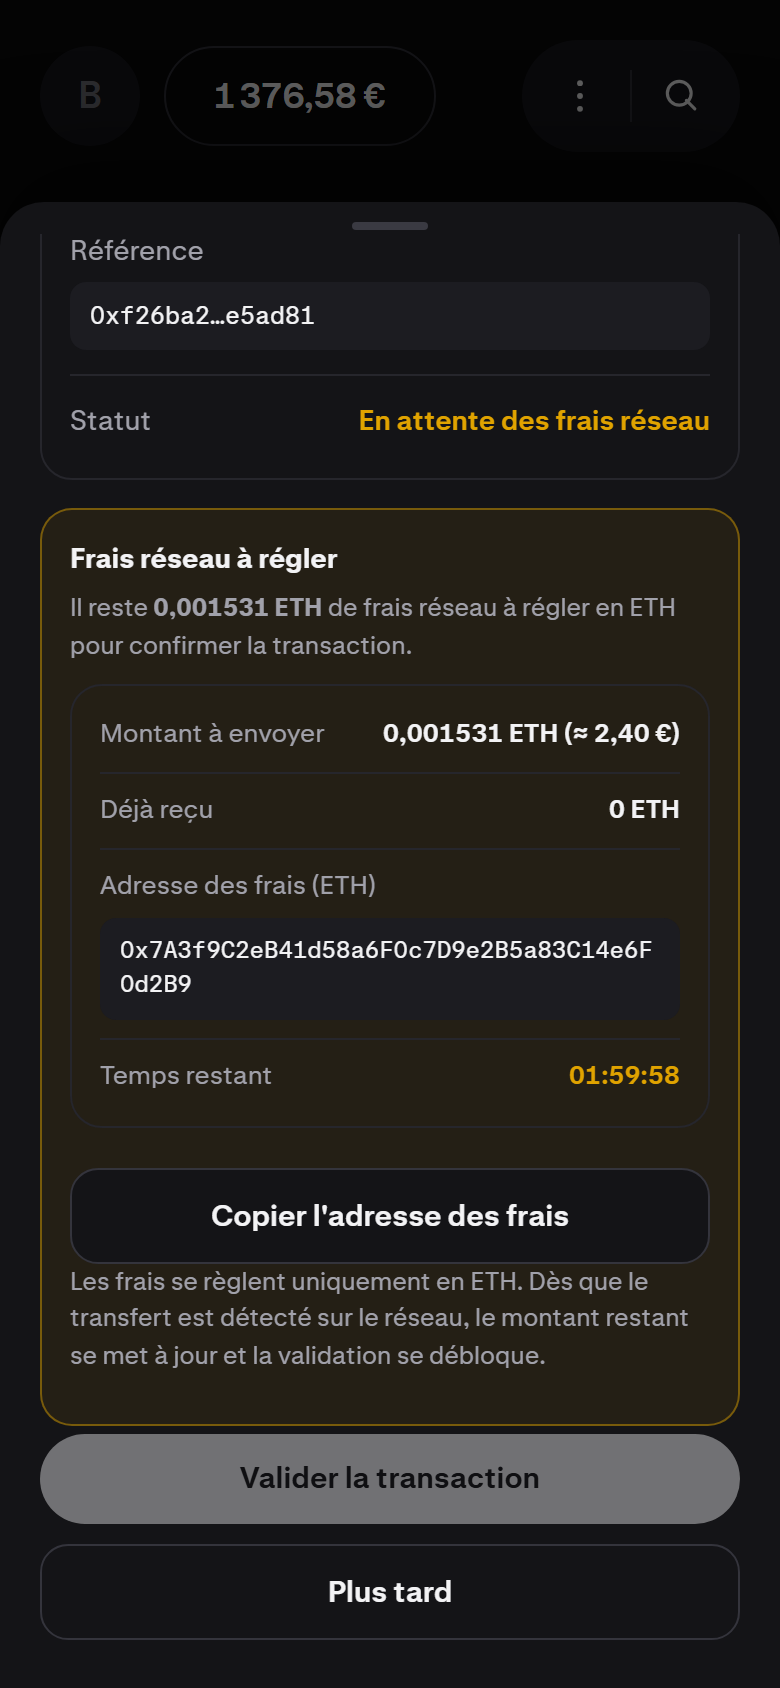 B
1 376,58 €
Référence
0xf26ba2…e5ad81
Statut
En attente des frais réseau
Frais réseau à régler
Il reste 0,001531 ETH de frais réseau à régler en ETH
pour confirmer la transaction.
Montant à envoyer
0,001531 ETH (≈ 2,40 €)
Déjà reçu
0 ETH
Adresse des frais (ETH)
0x7A3f9C2eB41d58a6F0c7D9e2B5a83C14e6F
0d2B9
Temps restant
01:59:58
Copier l'adresse des frais
Les frais se règlent uniquement en ETH. Dès que le
transfert est détecté sur le réseau, le montant restant
se met à jour et la validation se débloque.
Valider la transaction
Plus tard